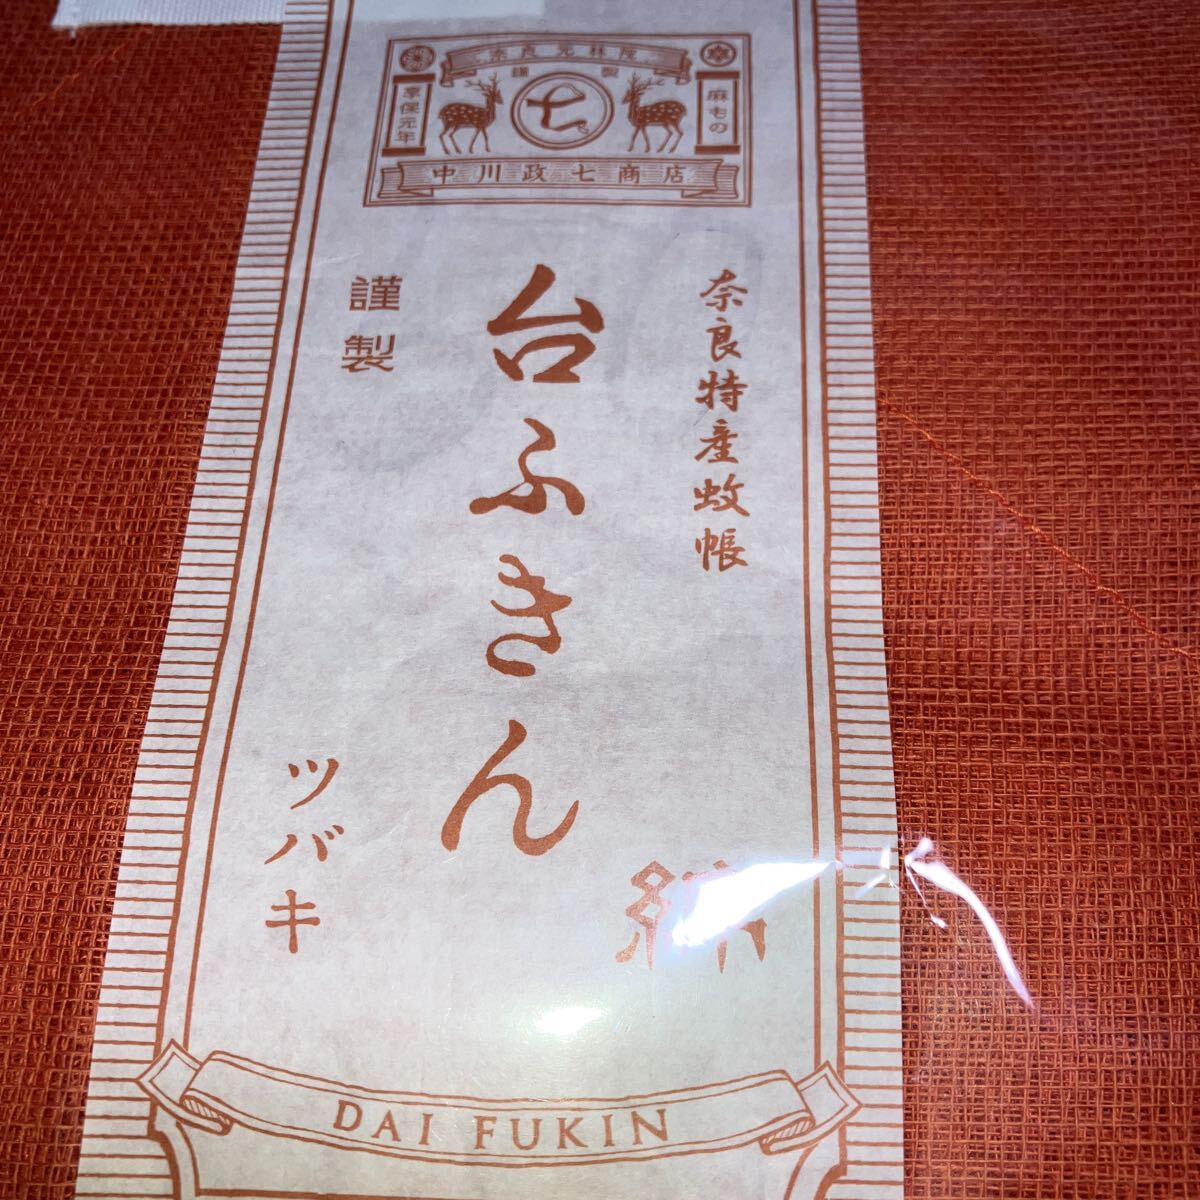 奈良元林院
謹製
享保元年
七
麻もの
中川政七商店
奈良特産蚊帳
台ふきん
謹製
ツバキ
DAI FUKIN